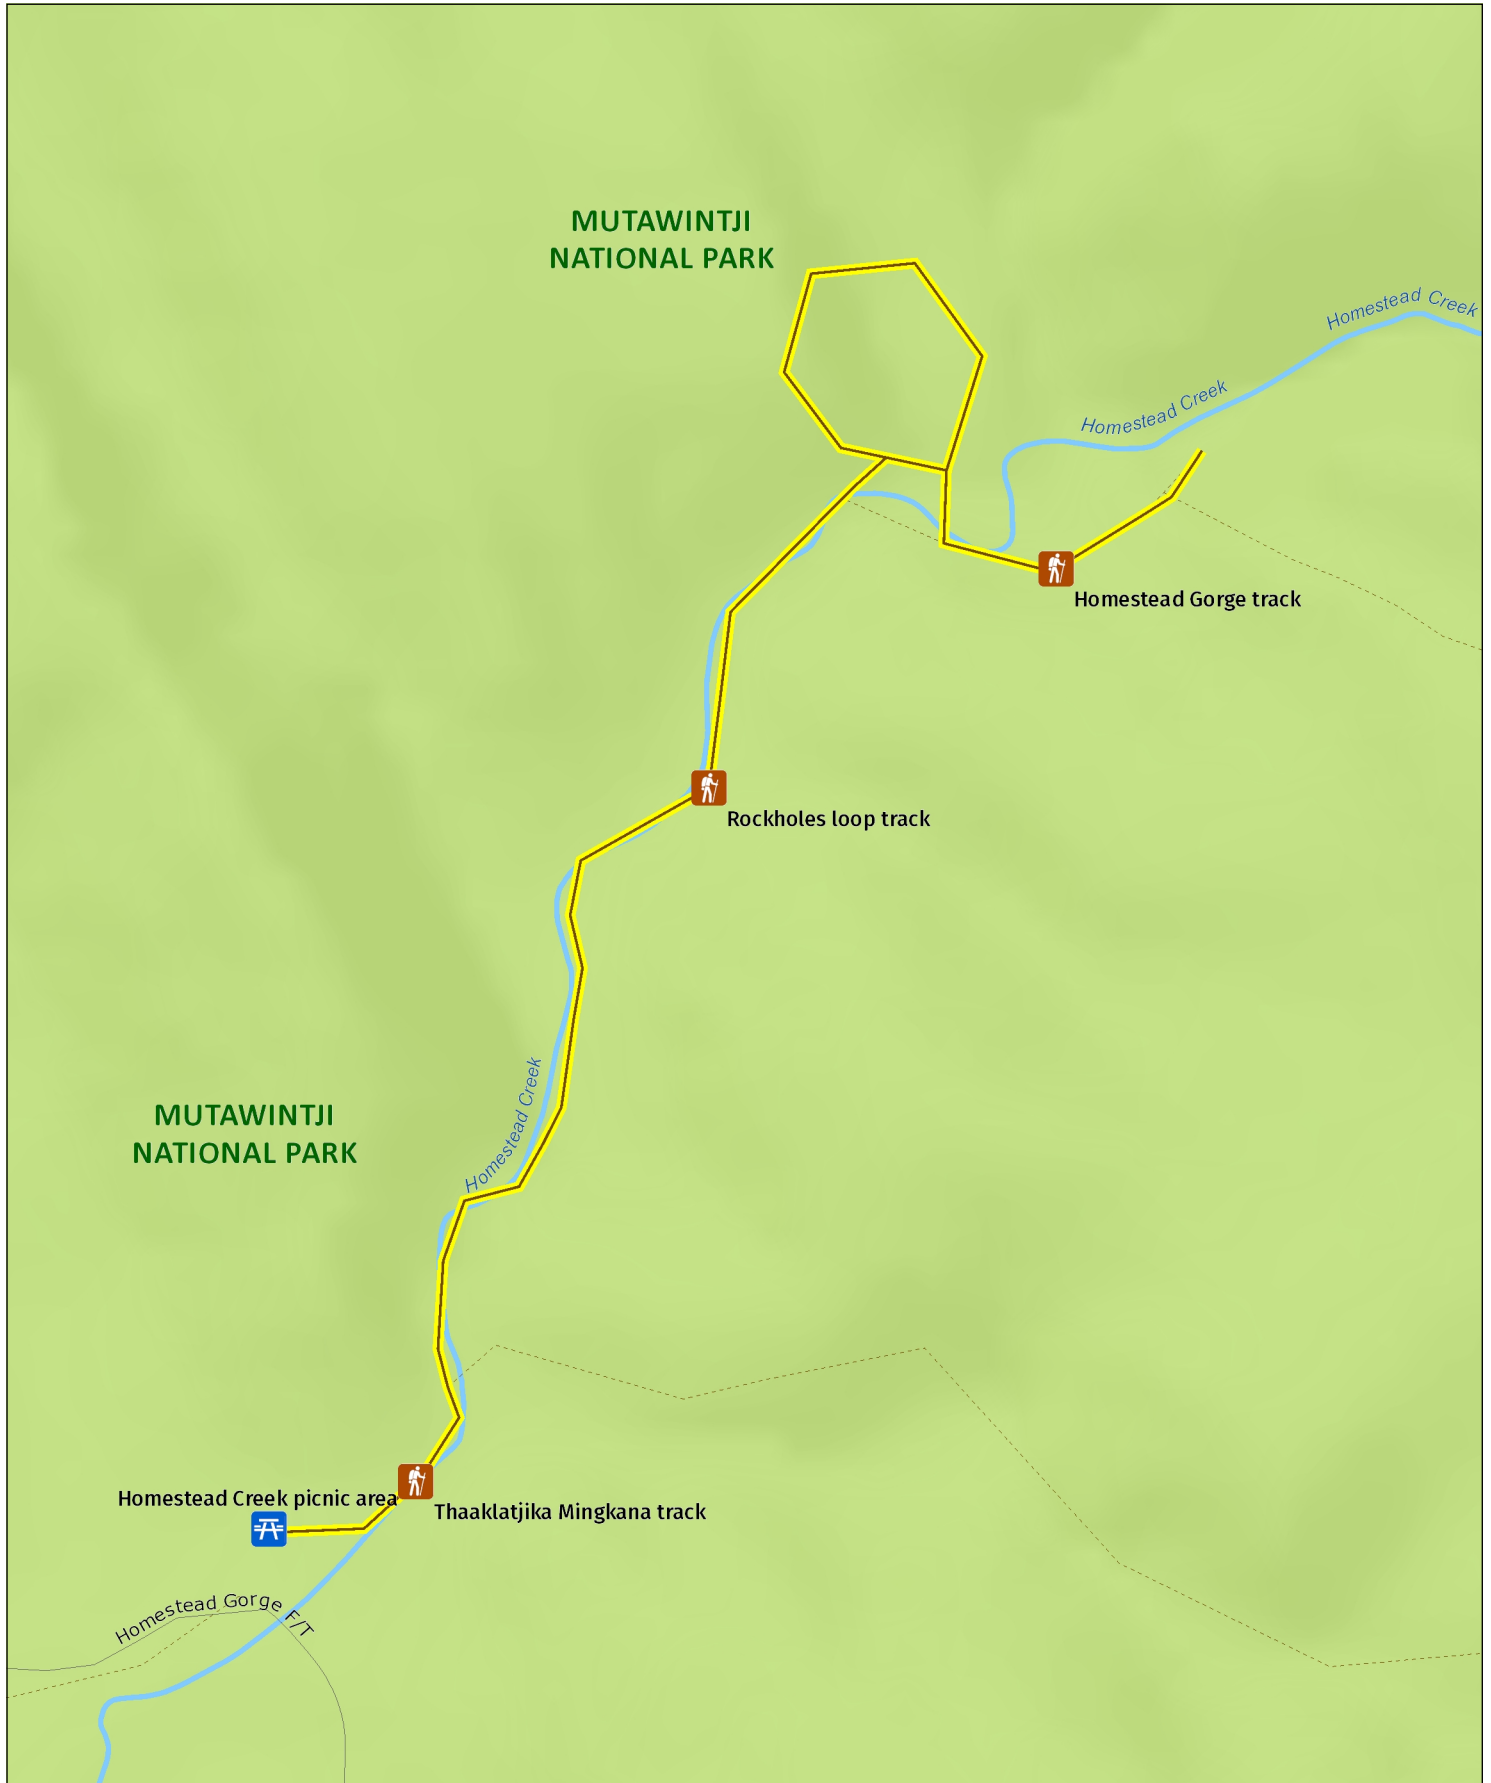 MUTAWINTJI
NATIONAL PARK
Homestead Creek
Homestead Creek
Homestead Gorge track
Rockholes loop track
Homestead Creek
MUTAWINTJI
NATIONAL PARK
Homestead Creek picnic area
Thaaklatjika Mingkana track
Homestead Gorge F/T